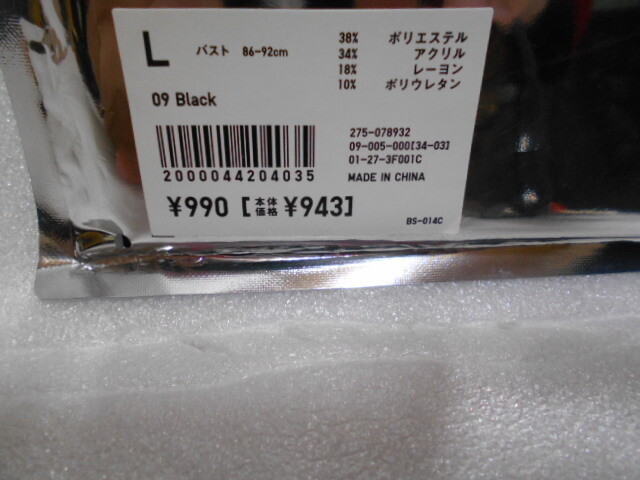 L バスト 86-92cm
38% ポリエステル
34% アクリル
18% レーヨン
10% ポリウレタン
09 Black
2000044204035
275-078932
09-005-000[34-03]
01-27-3F001C
MADE IN CHINA
¥990 [本体価格 ¥943]
BS-014C